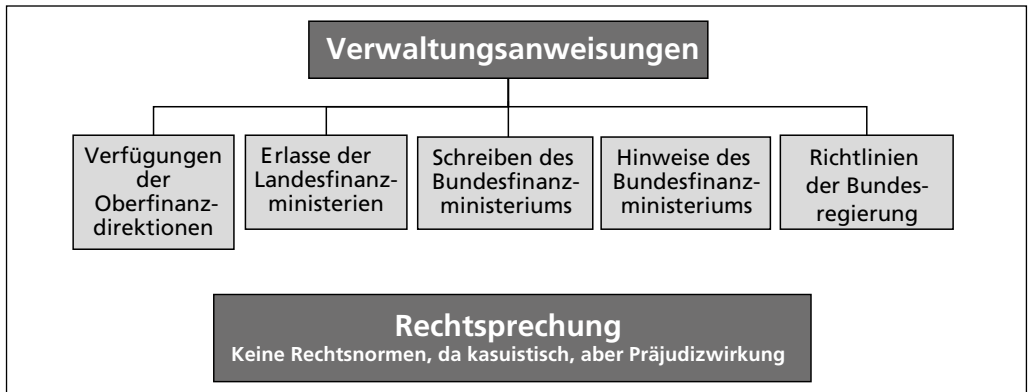 Verwaltungsanweisungen
Verfügungen
der
Oberfinanz-
direktionen
Erlasse der
Landesfinanz-
ministerien
Schreiben des
Bundesfinanz-
ministeriums
Hinweise des
Bundesfinanz-
ministeriums
Richtlinien
der Bundes-
regierung
Rechtsprechung
Keine Rechtsnormen, da kasuistisch, aber Präjudizwirkung